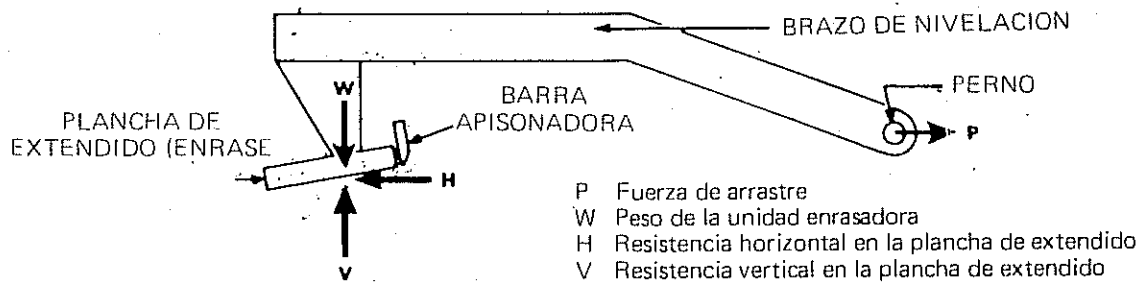 BRAZO DE NIVELACION
PERNO
BARRA
APISONADORA
PLANCHA DE
EXTENDIDO (ENRASE
W
P
H
V
P Fuerza de arrastre
W Peso de la unidad enrasadora
H Resistencia horizontal en la plancha de extendido
V Resistencia vertical en la plancha de extendido